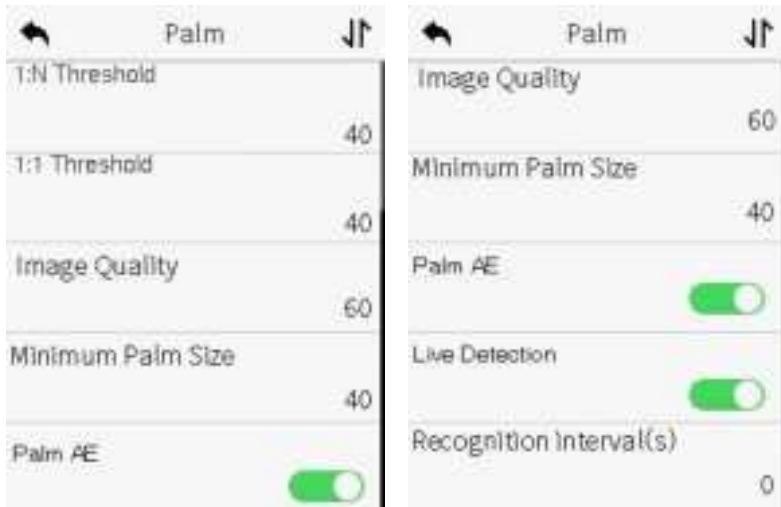 Palm
1:N Threshold
40
1:1 Threshold
40
Image Quality
60
Minimum Palm Size
40
Palm AE
Palm
Image Quality
60
Minimum Palm Size
40
Palm AE
Live Detection
Recognition Interval(s)
0